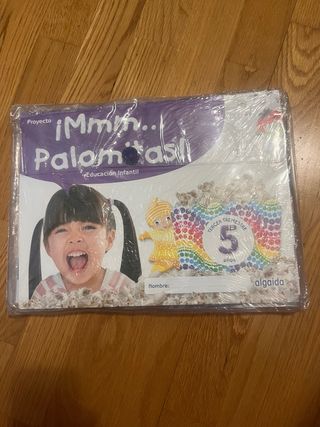 Proyecto
¡Mmm...
Palomitas!
Educación Infantil
TERCER TRIMESTRE
5
años
Nombre:
algaida